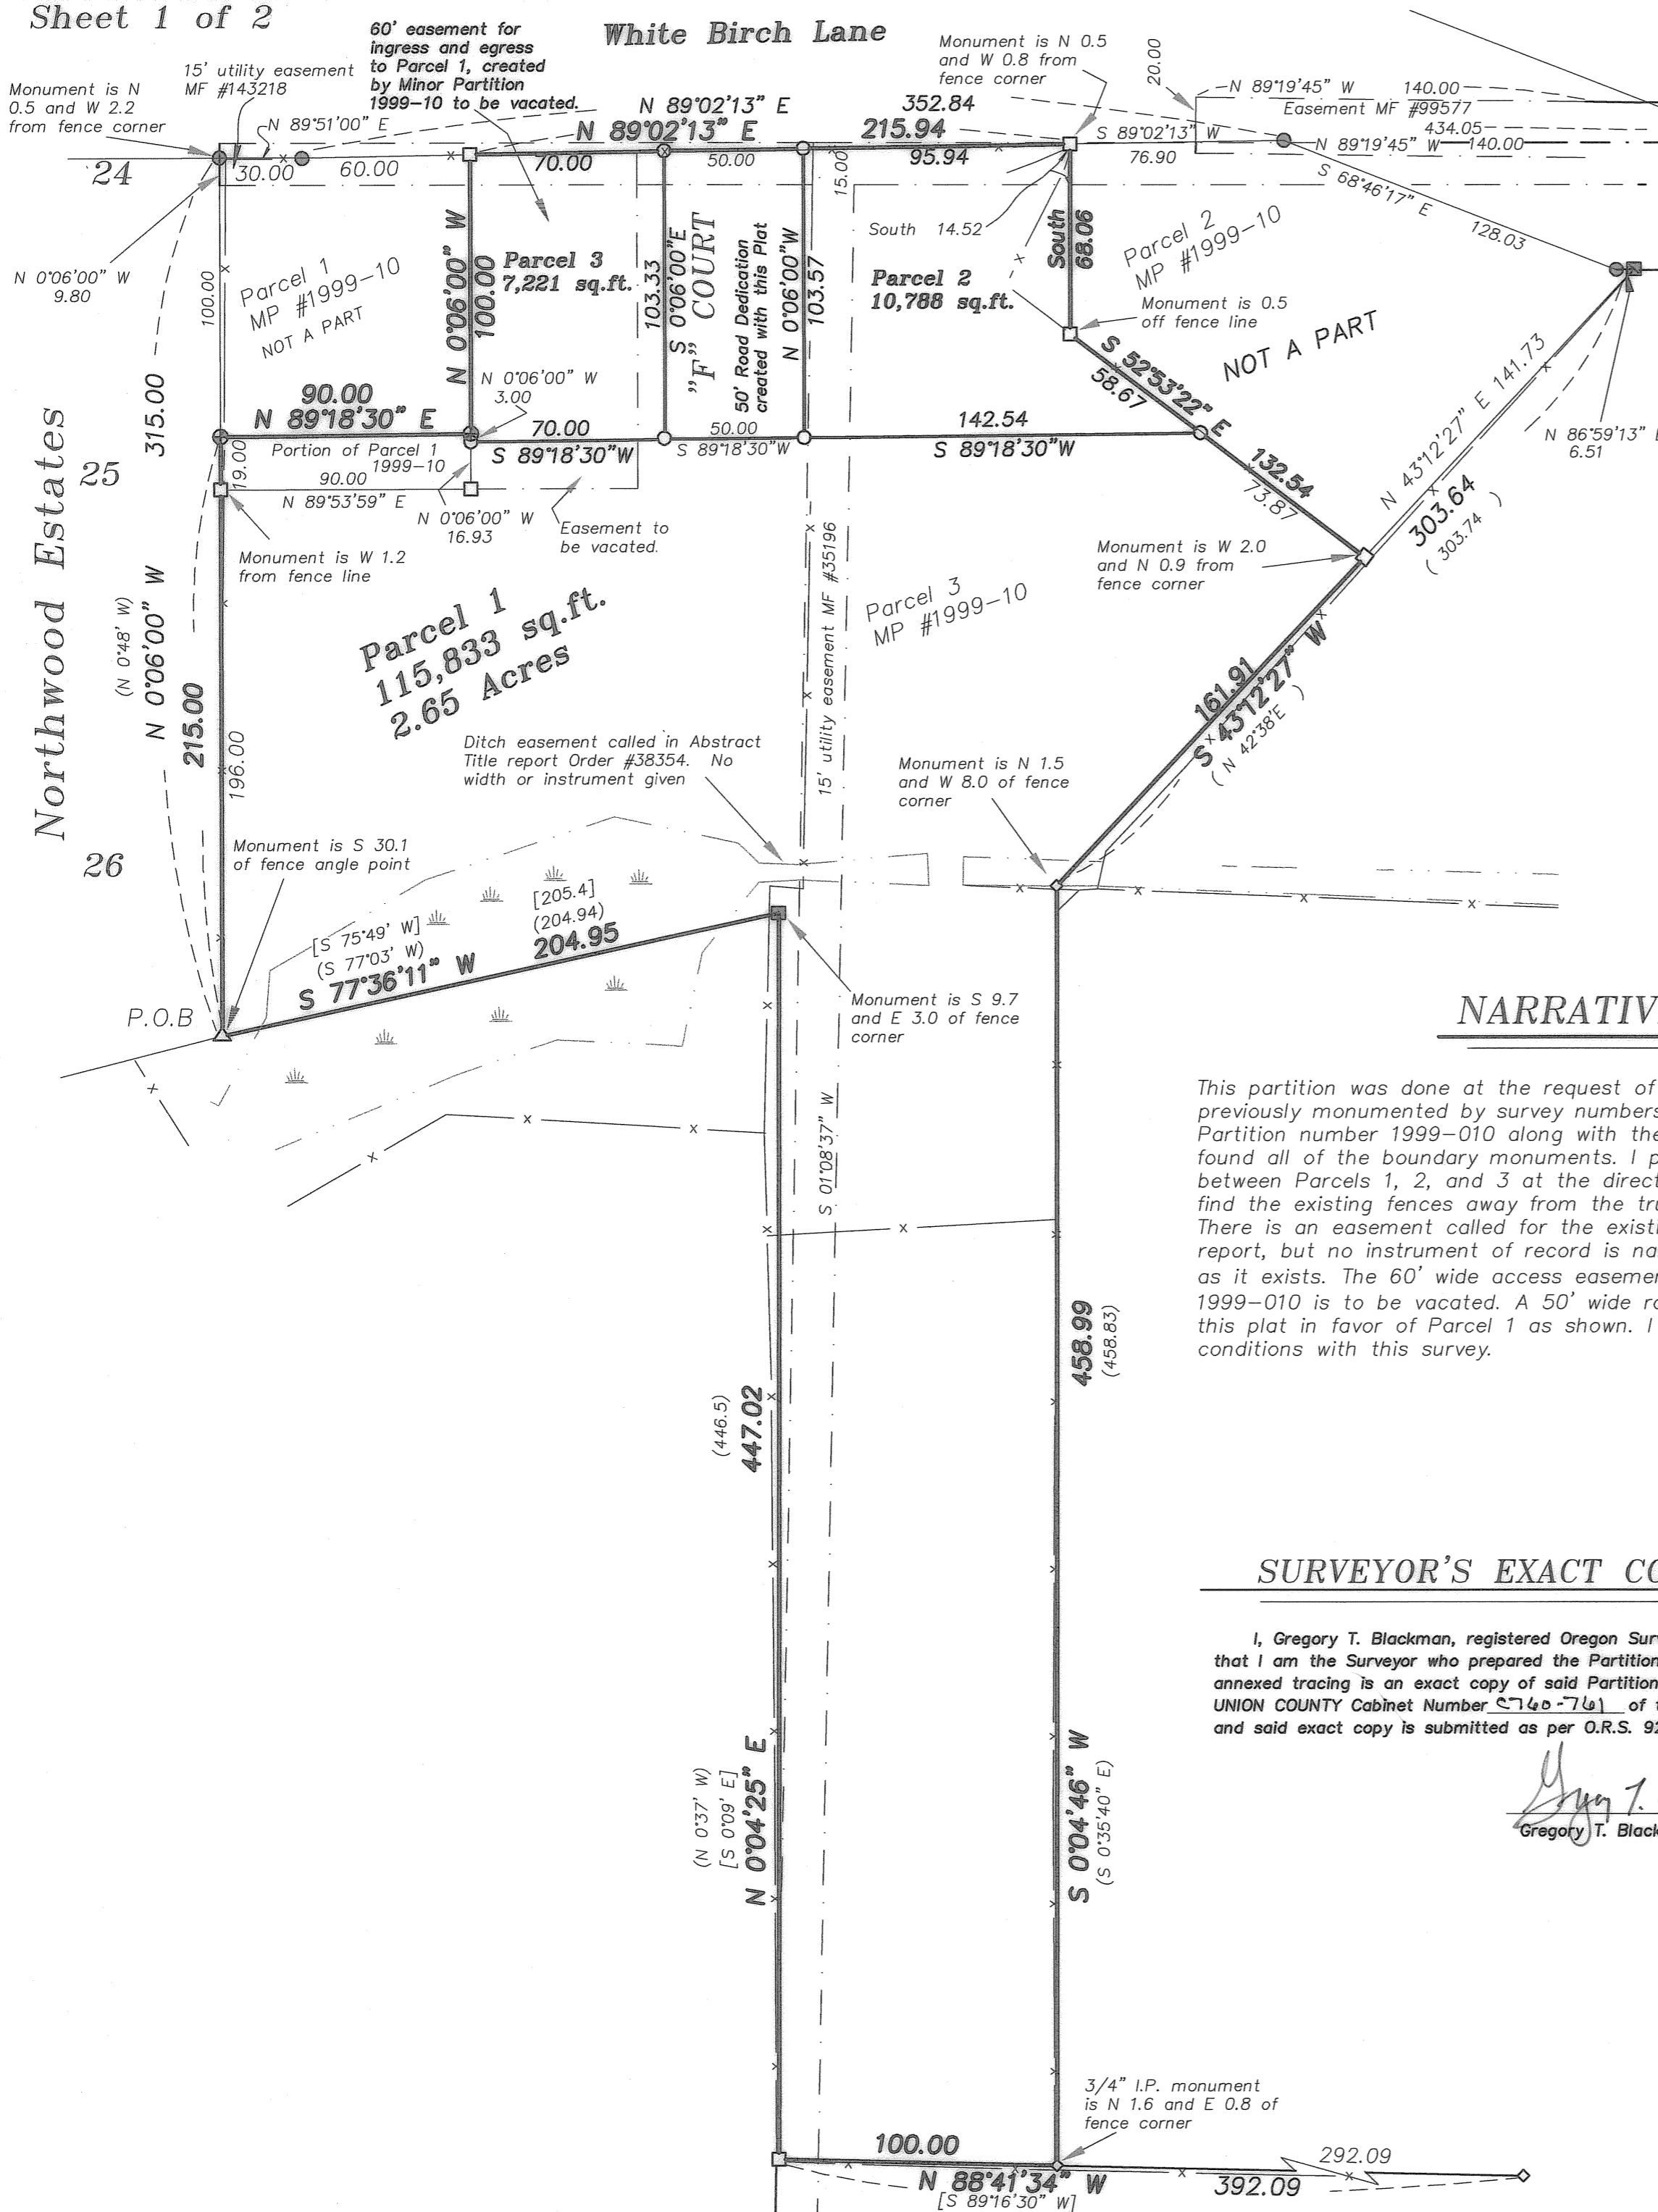 Sheet 1 of 2
White Birch Lane
60' easement for
ingress and egress
to Parcel 1, created
by Minor Partition
1999-10 to be vacated.
15' utility easement
MF #143218
Monument is N
0.5 and W 2.2
from fence corner
N 89°51'00" E
N 89°02'13" E
352.84
N 89°02'13" E
215.94
Monument is N 0.5
and W 0.8 from
fence corner
20.00
N 89°19'45" W
140.00
Easement MF #99577
434.05
N 89°19'45" W
140.00
S 89°02'13" W
76.90
S 68°46'17" E
128.03
24
30.00
60.00
70.00
50.00
95.94
15.00
N 0°06'00" W
9.80
100.00
Parcel 1
MP #1999-10
NOT A PART
N 0°06'00" W
100.00
Parcel 3
7,221 sq.ft.
103.33
S 0°06'00"E
"F" COURT
50' Road Dedication
created with this Plat
N 0°06'00"W
103.57
South 14.52
Parcel 2
10,788 sq.ft.
South
68.06
Parcel 2
MP #1999-10
Monument is 0.5
off fence line
NOT A PART
S 52°53'22" E
58.67
132.54
73.87
N 43°12'27" E 141.73
303.64
( 303.74 )
N 86°59'13" E
6.51
315.00
90.00
N 89°18'30" E
N 0°06'00" W
3.00
70.00
S 89°18'30"W
50.00
S 89°18'30"W
142.54
S 89°18'30"W
Portion of Parcel 1
1999-10
90.00
N 89°53'59" E
19.00
N 0°06'00" W
16.93
Easement to
be vacated.
25
Northwood Estates
Monument is W 1.2
from fence line
Monument is W 2.0
and N 0.9 from
fence corner
(N 0°48' W)
N 0°06'00" W
215.00
196.00
Parcel 1
115,833 sq.ft.
2.65 Acres
15' utility easement MF #35196
Parcel 3
MP #1999-10
161.91
S 43°12'27" W
( N 42°38'E )
Ditch easement called in Abstract
Title report Order #38354. No
width or instrument given
Monument is N 1.5
and W 8.0 of fence
corner
26
Monument is S 30.1
of fence angle point
[205.4]
(204.94)
204.95
[S 75°49' W]
(S 77°03' W)
S 77°36'11" W
P.O.B
Monument is S 9.7
and E 3.0 of fence
corner
S 01°08'37" W
NARRATIV
This partition was done at the request of
previously monumented by survey numbers
Partition number 1999-010 along with the
found all of the boundary monuments. I p
between Parcels 1, 2, and 3 at the direct
find the existing fences away from the tru
There is an easement called for the existi
report, but no instrument of record is na
as it exists. The 60' wide access easemen
1999-010 is to be vacated. A 50' wide ro
this plat in favor of Parcel 1 as shown. I
conditions with this survey.
(446.5)
447.02
458.99
(458.83)
(N 0°37' W)
[S 0°09' E]
N 0°04'25" E
S 0°04'46" W
(S 0°35'40" E)
SURVEYOR'S EXACT CO
I, Gregory T. Blackman, registered Oregon Surv
that I am the Surveyor who prepared the Partition
annexed tracing is an exact copy of said Partition
UNION COUNTY Cabinet Number C760-761 of t
and said exact copy is submitted as per O.R.S. 92
Gregory T. Black
3/4" I.P. monument
is N 1.6 and E 0.8 of
fence corner
100.00
N 88°41'34" W
[S 89°16'30" W]
292.09
392.09